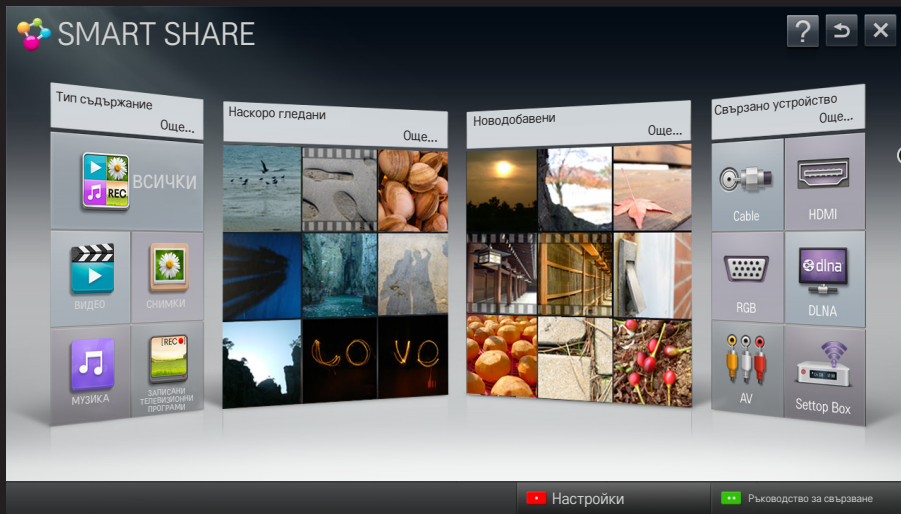 SMART SHARE
?
Тип съдържание
Още...
ВСИЧКИ
REC
ВИДЕО
СНИМКИ
МУЗИКА
[REC●]
ЗАПИСАНИ
ТЕЛЕВИЗИОННИ
ПРОГРАМИ
Наскоро гледани
Още...
Новодобавени
Още...
Свързано устройство
Още...
Cable
HDMI
RGB
dlna
DLNA
AV
Settop Box
Настройки
Ръководство за свързване